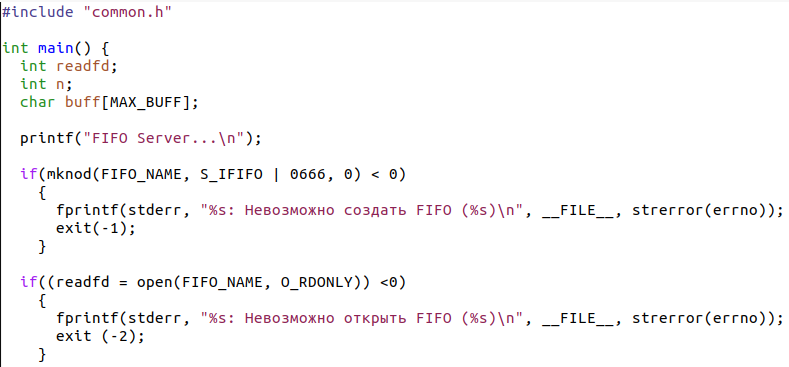 #include "common.h"
int main() {
int readfd;
int n;
char buff[MAX_BUFF];
printf("FIFO Server...\n");
if(mknod(FIFO_NAME, S_IFIFO | 0666, 0) < 0)
{
fprintf(stderr, "%s: Невозможно создать FIFO (%s)\n", __FILE__, strerror(errno));
exit(-1);
}
if((readfd = open(FIFO_NAME, O_RDONLY)) <0)
{
fprintf(stderr, "%s: Невозможно открыть FIFO (%s)\n", __FILE__, strerror(errno));
exit (-2);
}